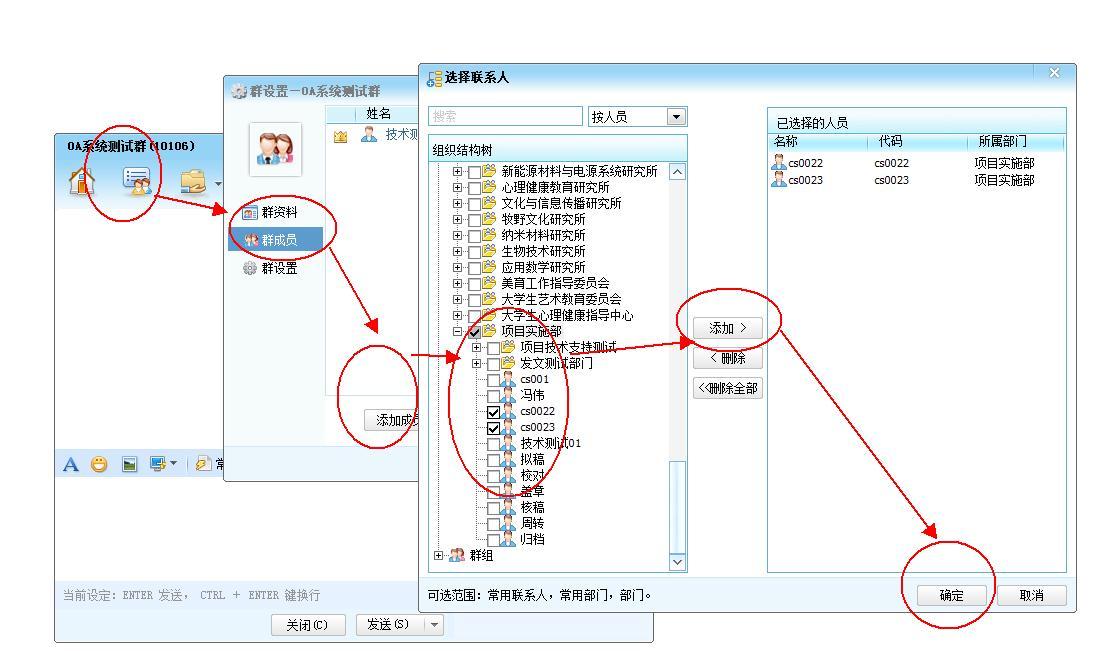 选择联系人
群设置－OA系统测试群
搜索
按人员
姓名
已选择的人员
技术测
名称 代码 所属部门
OA系统测试群(10106)
组织结构树
cs0022 cs0022 项目实施部
cs0023 cs0023 项目实施部
新能源材料与电源系统研究所
心理健康教育研究所
文化与信息传播研究所
牧野文化研究所
纳米材料研究所
生物技术研究所
应用数学研究所
美育工作指导委员会
大学生艺术教育委员会
大学生心理健康指导中心
项目实施部
项目技术支持测试
发文测试部门
cs001
冯伟
cs0022
cs0023
技术测试01
拟稿
校对
盖章
核稿
周转
归档
群组
群资料
群成员
群设置
添加 >
< 删除
<<删除全部
添加成员
常
可选范围：常用联系人，常用部门，部门。
确定
取消
当前设定：ENTER 发送， CTRL + ENTER 键换行
关闭(C)
发送(S)